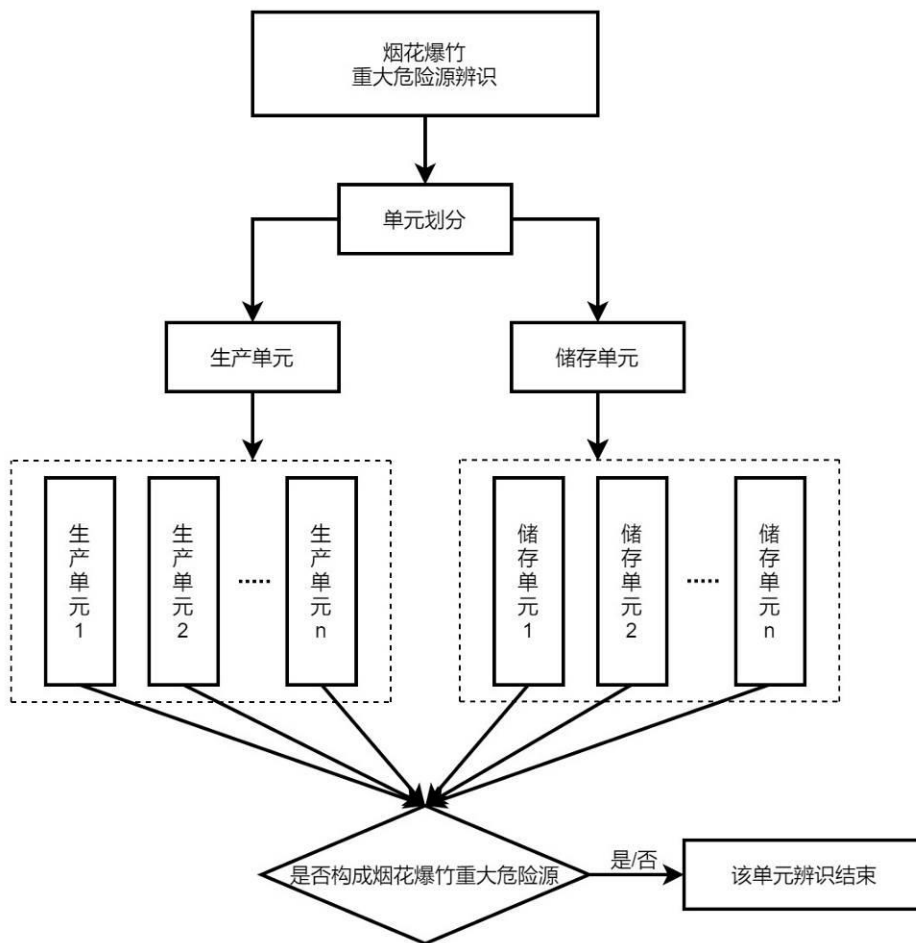 烟花爆竹
重大危险源辨识
单元划分
生产单元
储存单元
生产单元1
生产单元2
......
生产单元n
储存单元1
储存单元2
......
储存单元n
是否构成烟花爆竹重大危险源
是/否
该单元辨识结束